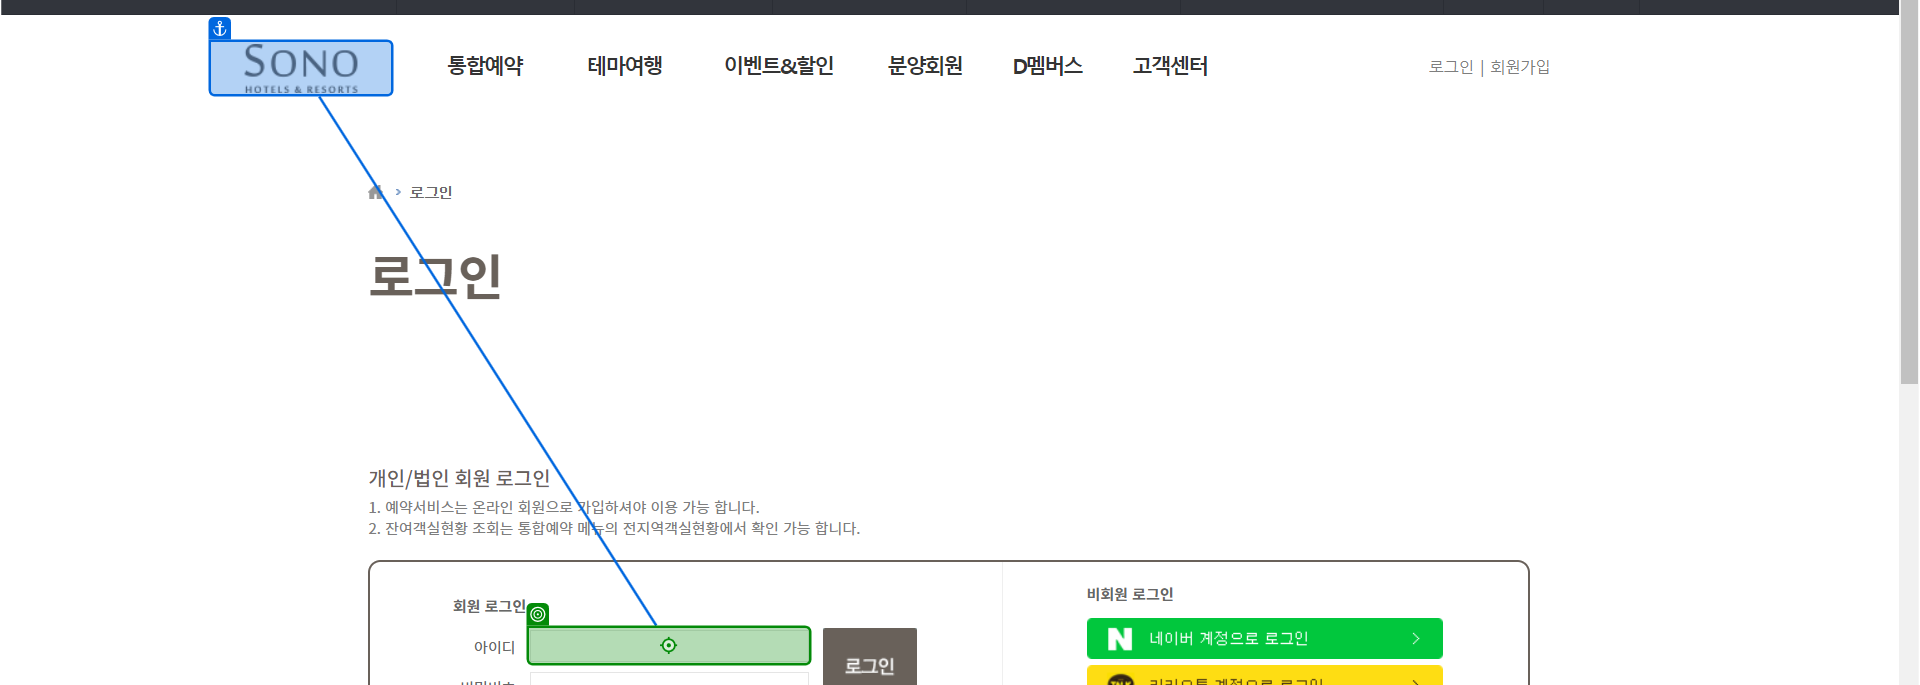 SONO
HOTELS & RESORTS
통합예약 테마여행 이벤트&할인 분양회원 D멤버스 고객센터
로그인 | 회원가입
> 로그인
로그인
개인/법인 회원 로그인
1. 예약서비스는 온라인 회원으로 가입하셔야 이용 가능 합니다.
2. 잔여객실현황 조회는 통합예약 메뉴의 전지역객실현황에서 확인 가능 합니다.
회원 로그인
아이디
로그인
비회원 로그인
N 네이버 계정으로 로그인